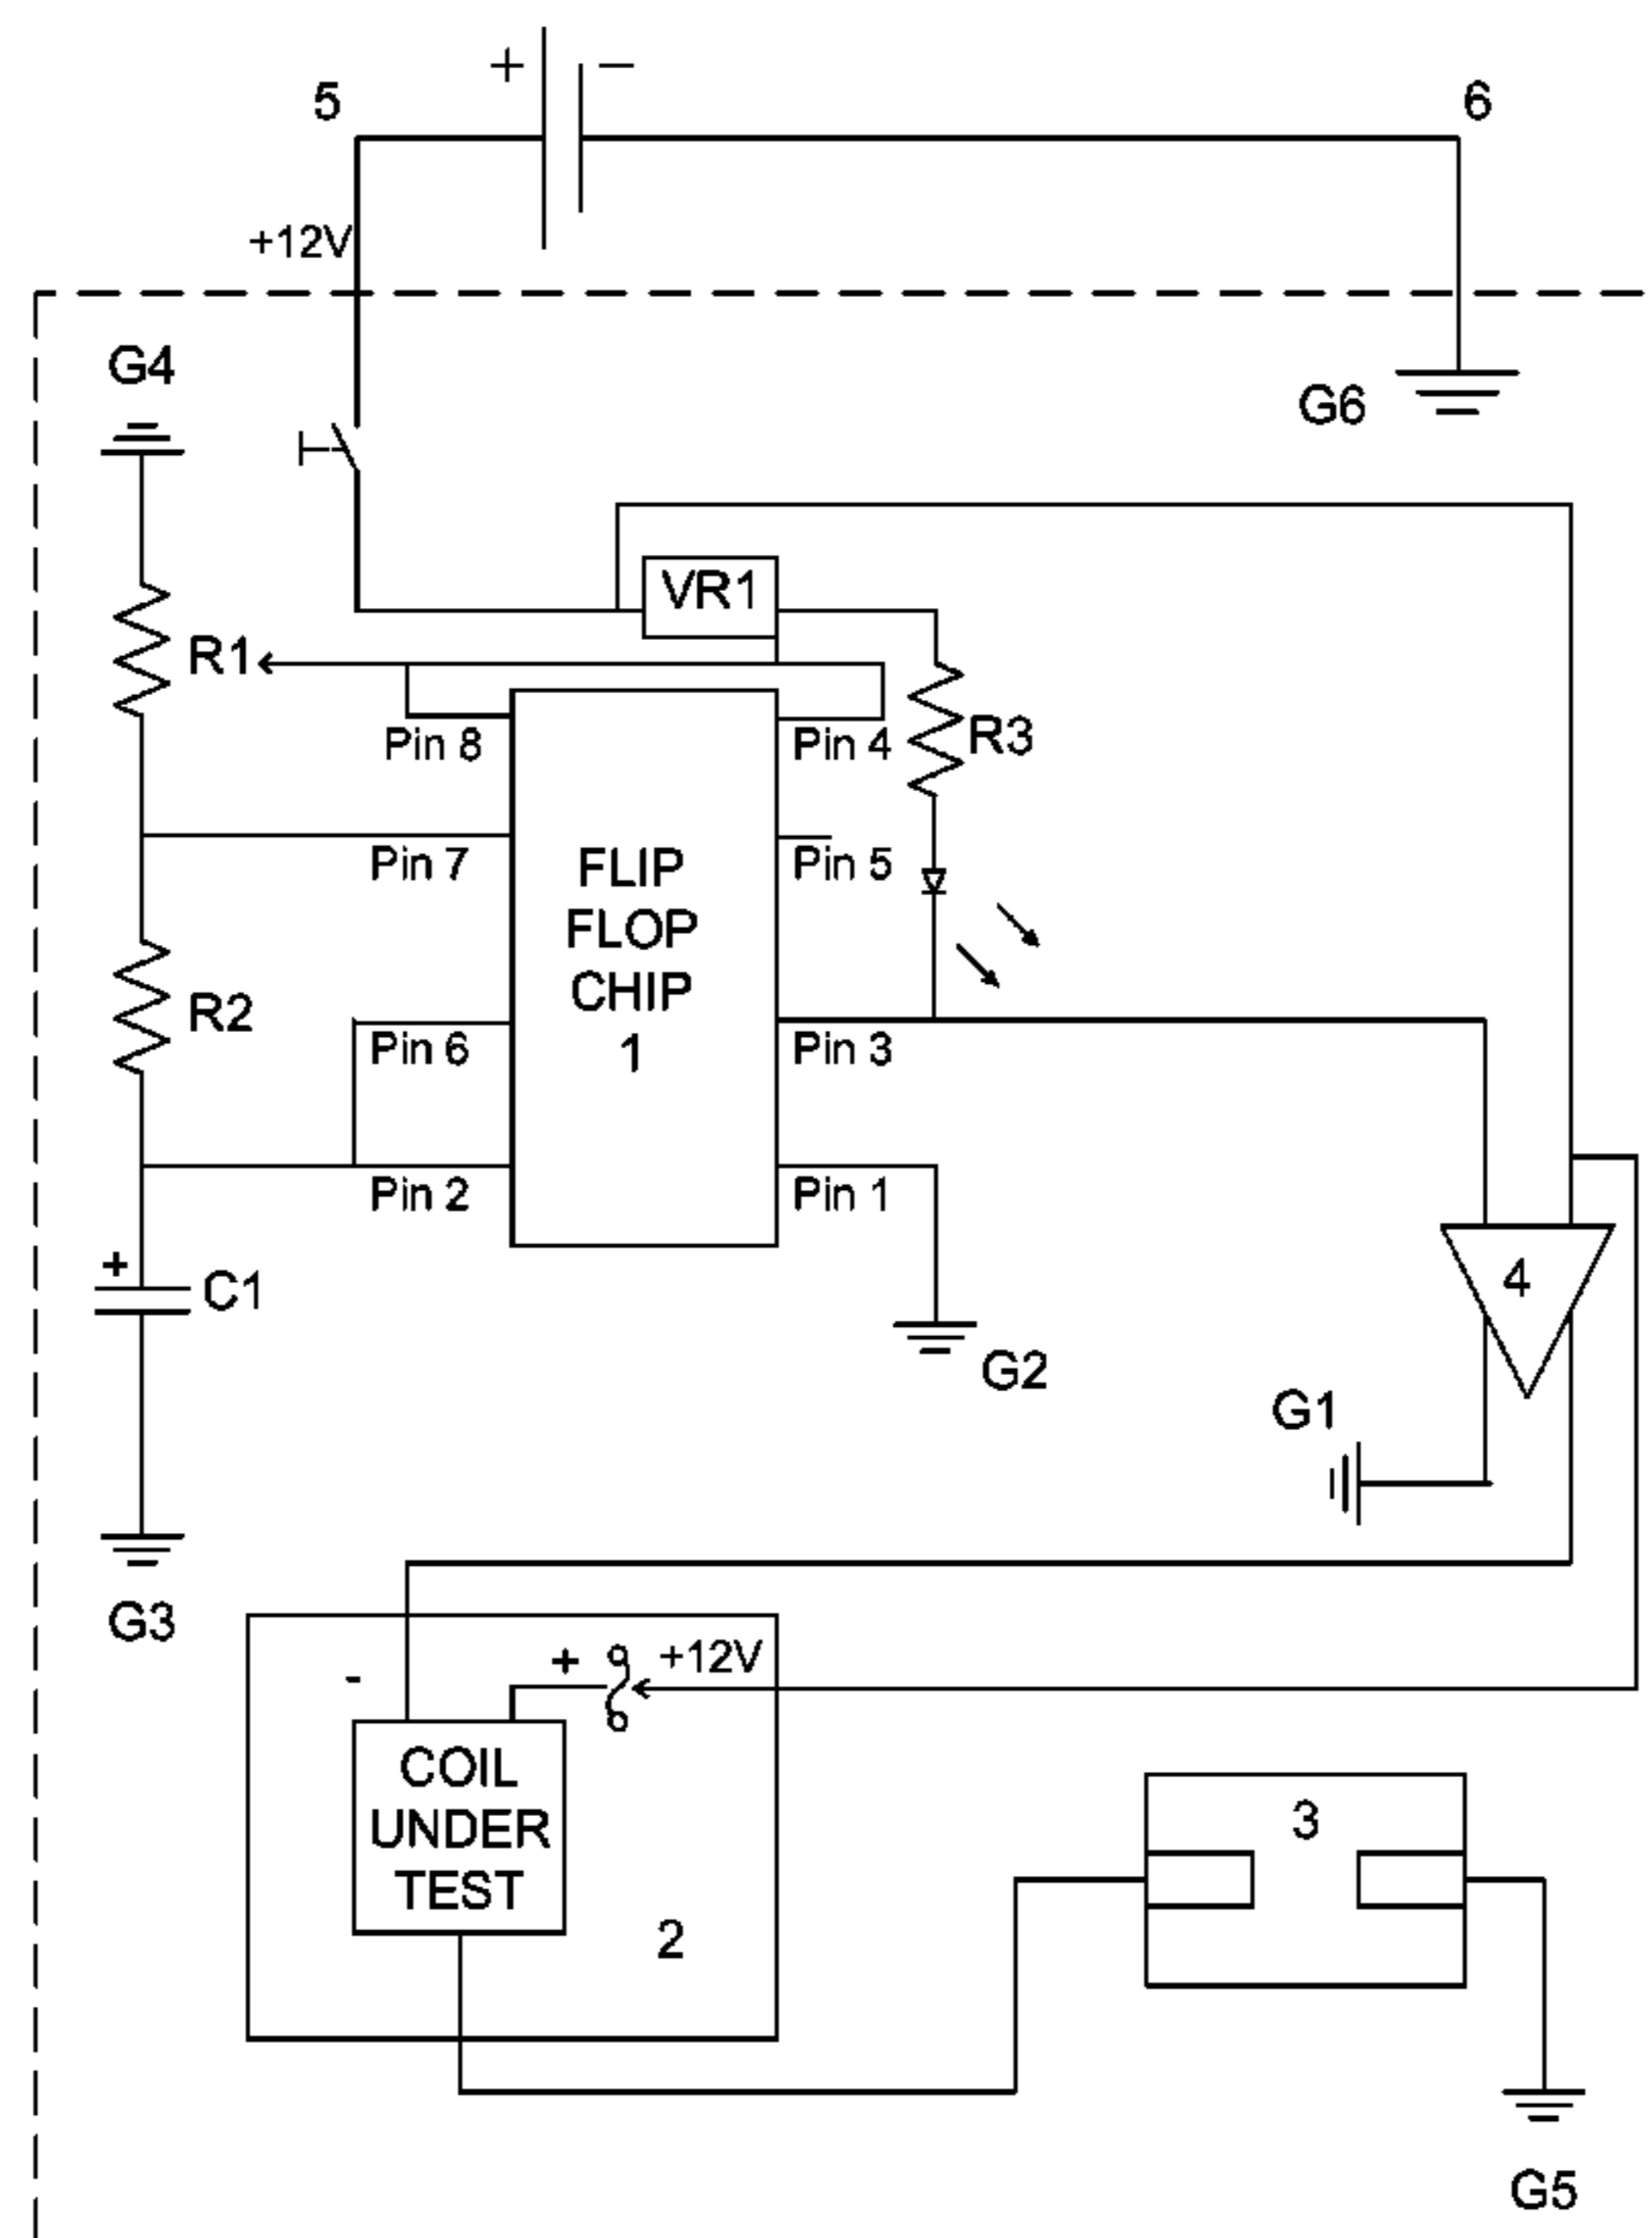 + −
5
6
+12V
G4
G6
VR1
R1
Pin 8
Pin 4
R3
Pin 7
Pin 5
FLIP
FLOP
CHIP
1
R2
Pin 6
Pin 3
Pin 2
Pin 1
+
C1
4
G2
G1
G3
- + +12V
COIL
UNDER
TEST
2
3
G5